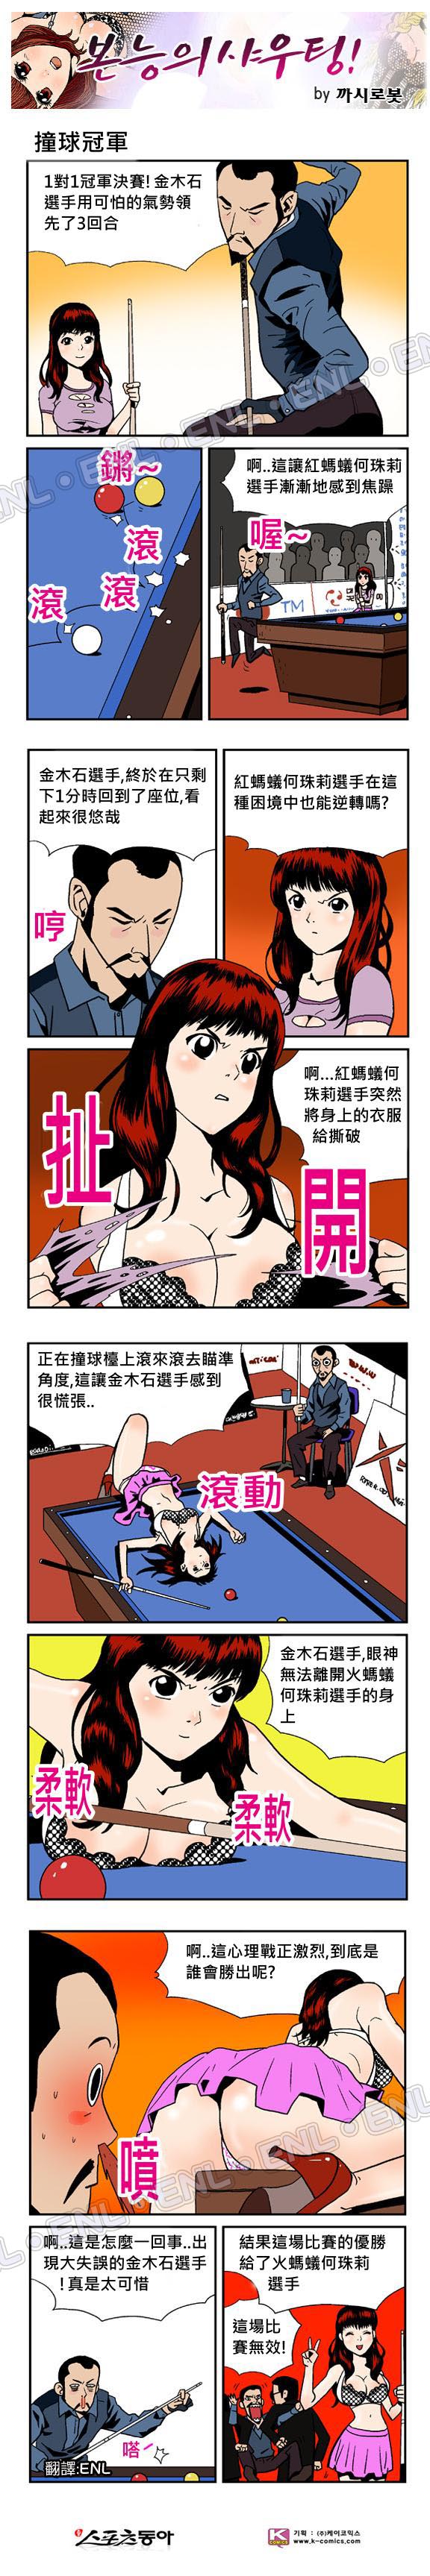 본능의샤우팅!
by 까시로봇
撞球冠軍
1對1冠軍決賽! 金木石
選手用可怕的氣勢領
先了3回合
鏘~
滾
滾
滾
啊..這讓紅螞蟻何珠莉
選手漸漸地感到焦躁
喔~
TM
金木石選手,終於在只剩
下1分時回到了座位,看
起來很悠哉
哼
紅螞蟻何珠莉選手在這
種困境中也能逆轉嗎?
啊...紅螞蟻何
珠莉選手突然
將身上的衣服
給撕破
扯
開
正在撞球檯上滾來滾去瞄準
角度,這讓金木石選手感到
很慌張..
滾動
金木石選手,眼神
無法離開火螞蟻
何珠莉選手的身
上
柔軟
柔軟
啊..這心理戰正激烈,到底是
誰會勝出呢?
噴
啊..這是怎麼一回事..出
現大失誤的金木石選手
!真是太可惜
嗒
翻譯:ENL
結果這場比賽的優勝
給了火螞蟻何珠莉
選手
這場比
賽無效!
ENL ENL ENL
스포츠동아
기획 : (주)케이코믹스
www.k-comics.com